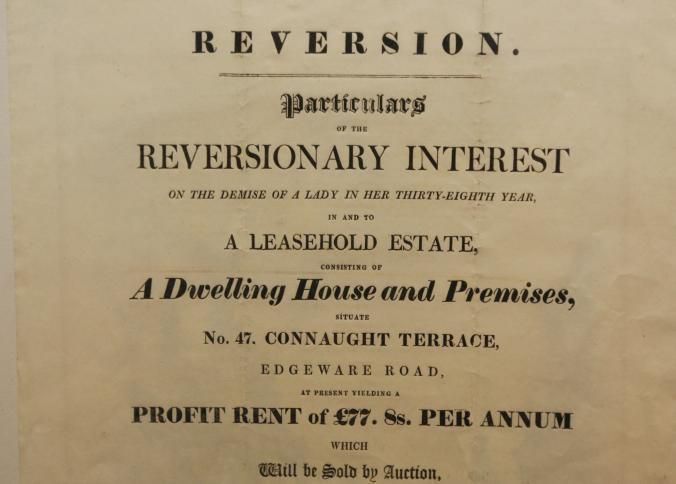 REVERSION.
Particulars
OF THE
REVERSIONARY INTEREST
ON THE DEMISE OF A LADY IN HER THIRTY-EIGHTH YEAR,
IN AND TO
A LEASEHOLD ESTATE,
CONSISTING OF
A Dwelling House and Premises,
SITUATE
No. 47, CONNAUGHT TERRACE,
EDGEWARE ROAD,
AT PRESENT YIELDING A
PROFIT RENT of £77. 8s. PER ANNUM
WHICH
Will be Sold by Auction,